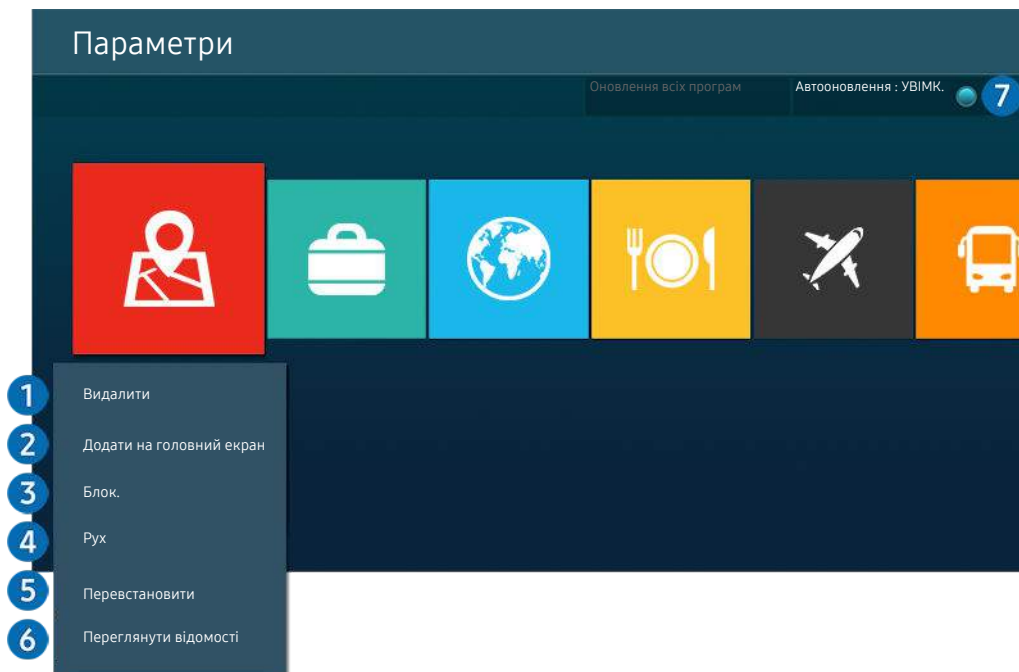 Параметри
Оновлення всіх програм
Автооновлення : УВІМК.
7
1
Видалити
2
Додати на головний екран
3
Блок.
4
Рух
5
Перевстановити
6
Переглянути відомості